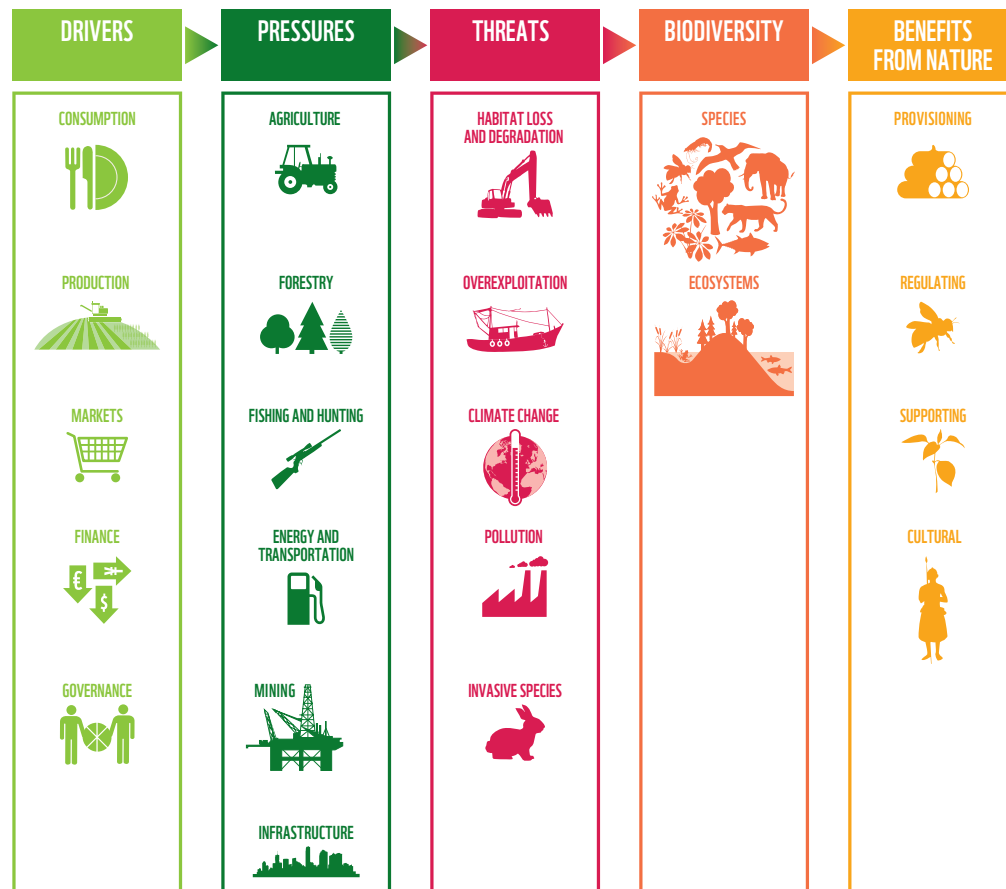 DRIVERS
CONSUMPTION
PRODUCTION
MARKETS
FINANCE
€
¥
$
GOVERNANCE
PRESSURES
AGRICULTURE
FORESTRY
FISHING AND HUNTING
ENERGY AND
TRANSPORTATION
MINING
INFRASTRUCTURE
THREATS
HABITAT LOSS
AND DEGRADATION
OVEREXPLOITATION
CLIMATE CHANGE
POLLUTION
INVASIVE SPECIES
BIODIVERSITY
SPECIES
ECOSYSTEMS
BENEFITS
FROM NATURE
PROVISIONING
REGULATING
SUPPORTING
CULTURAL